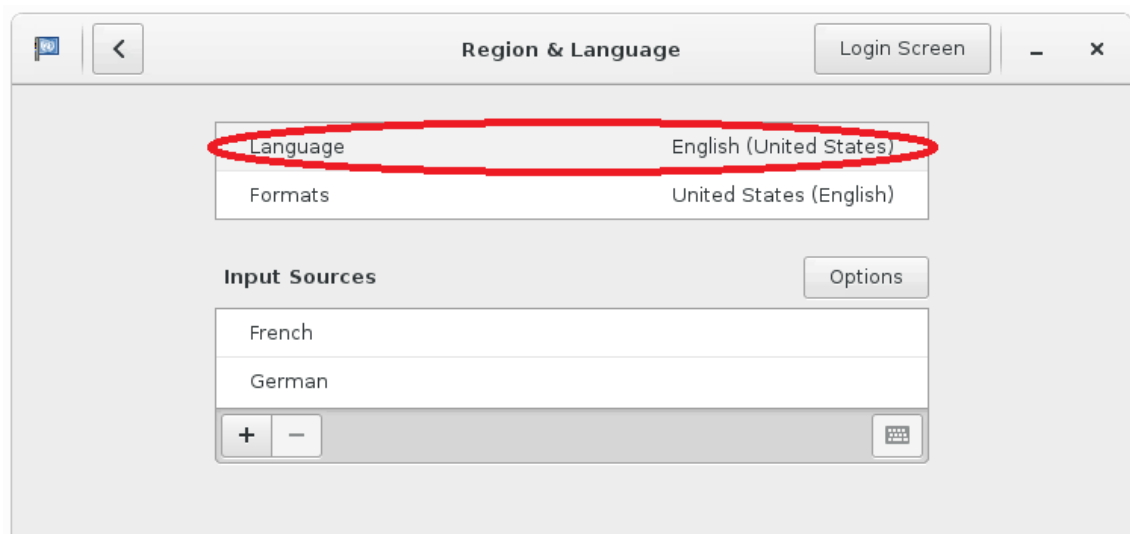 Region & Language
Login Screen
Language English (United States)
Formats United States (English)
Input Sources
Options
French
German